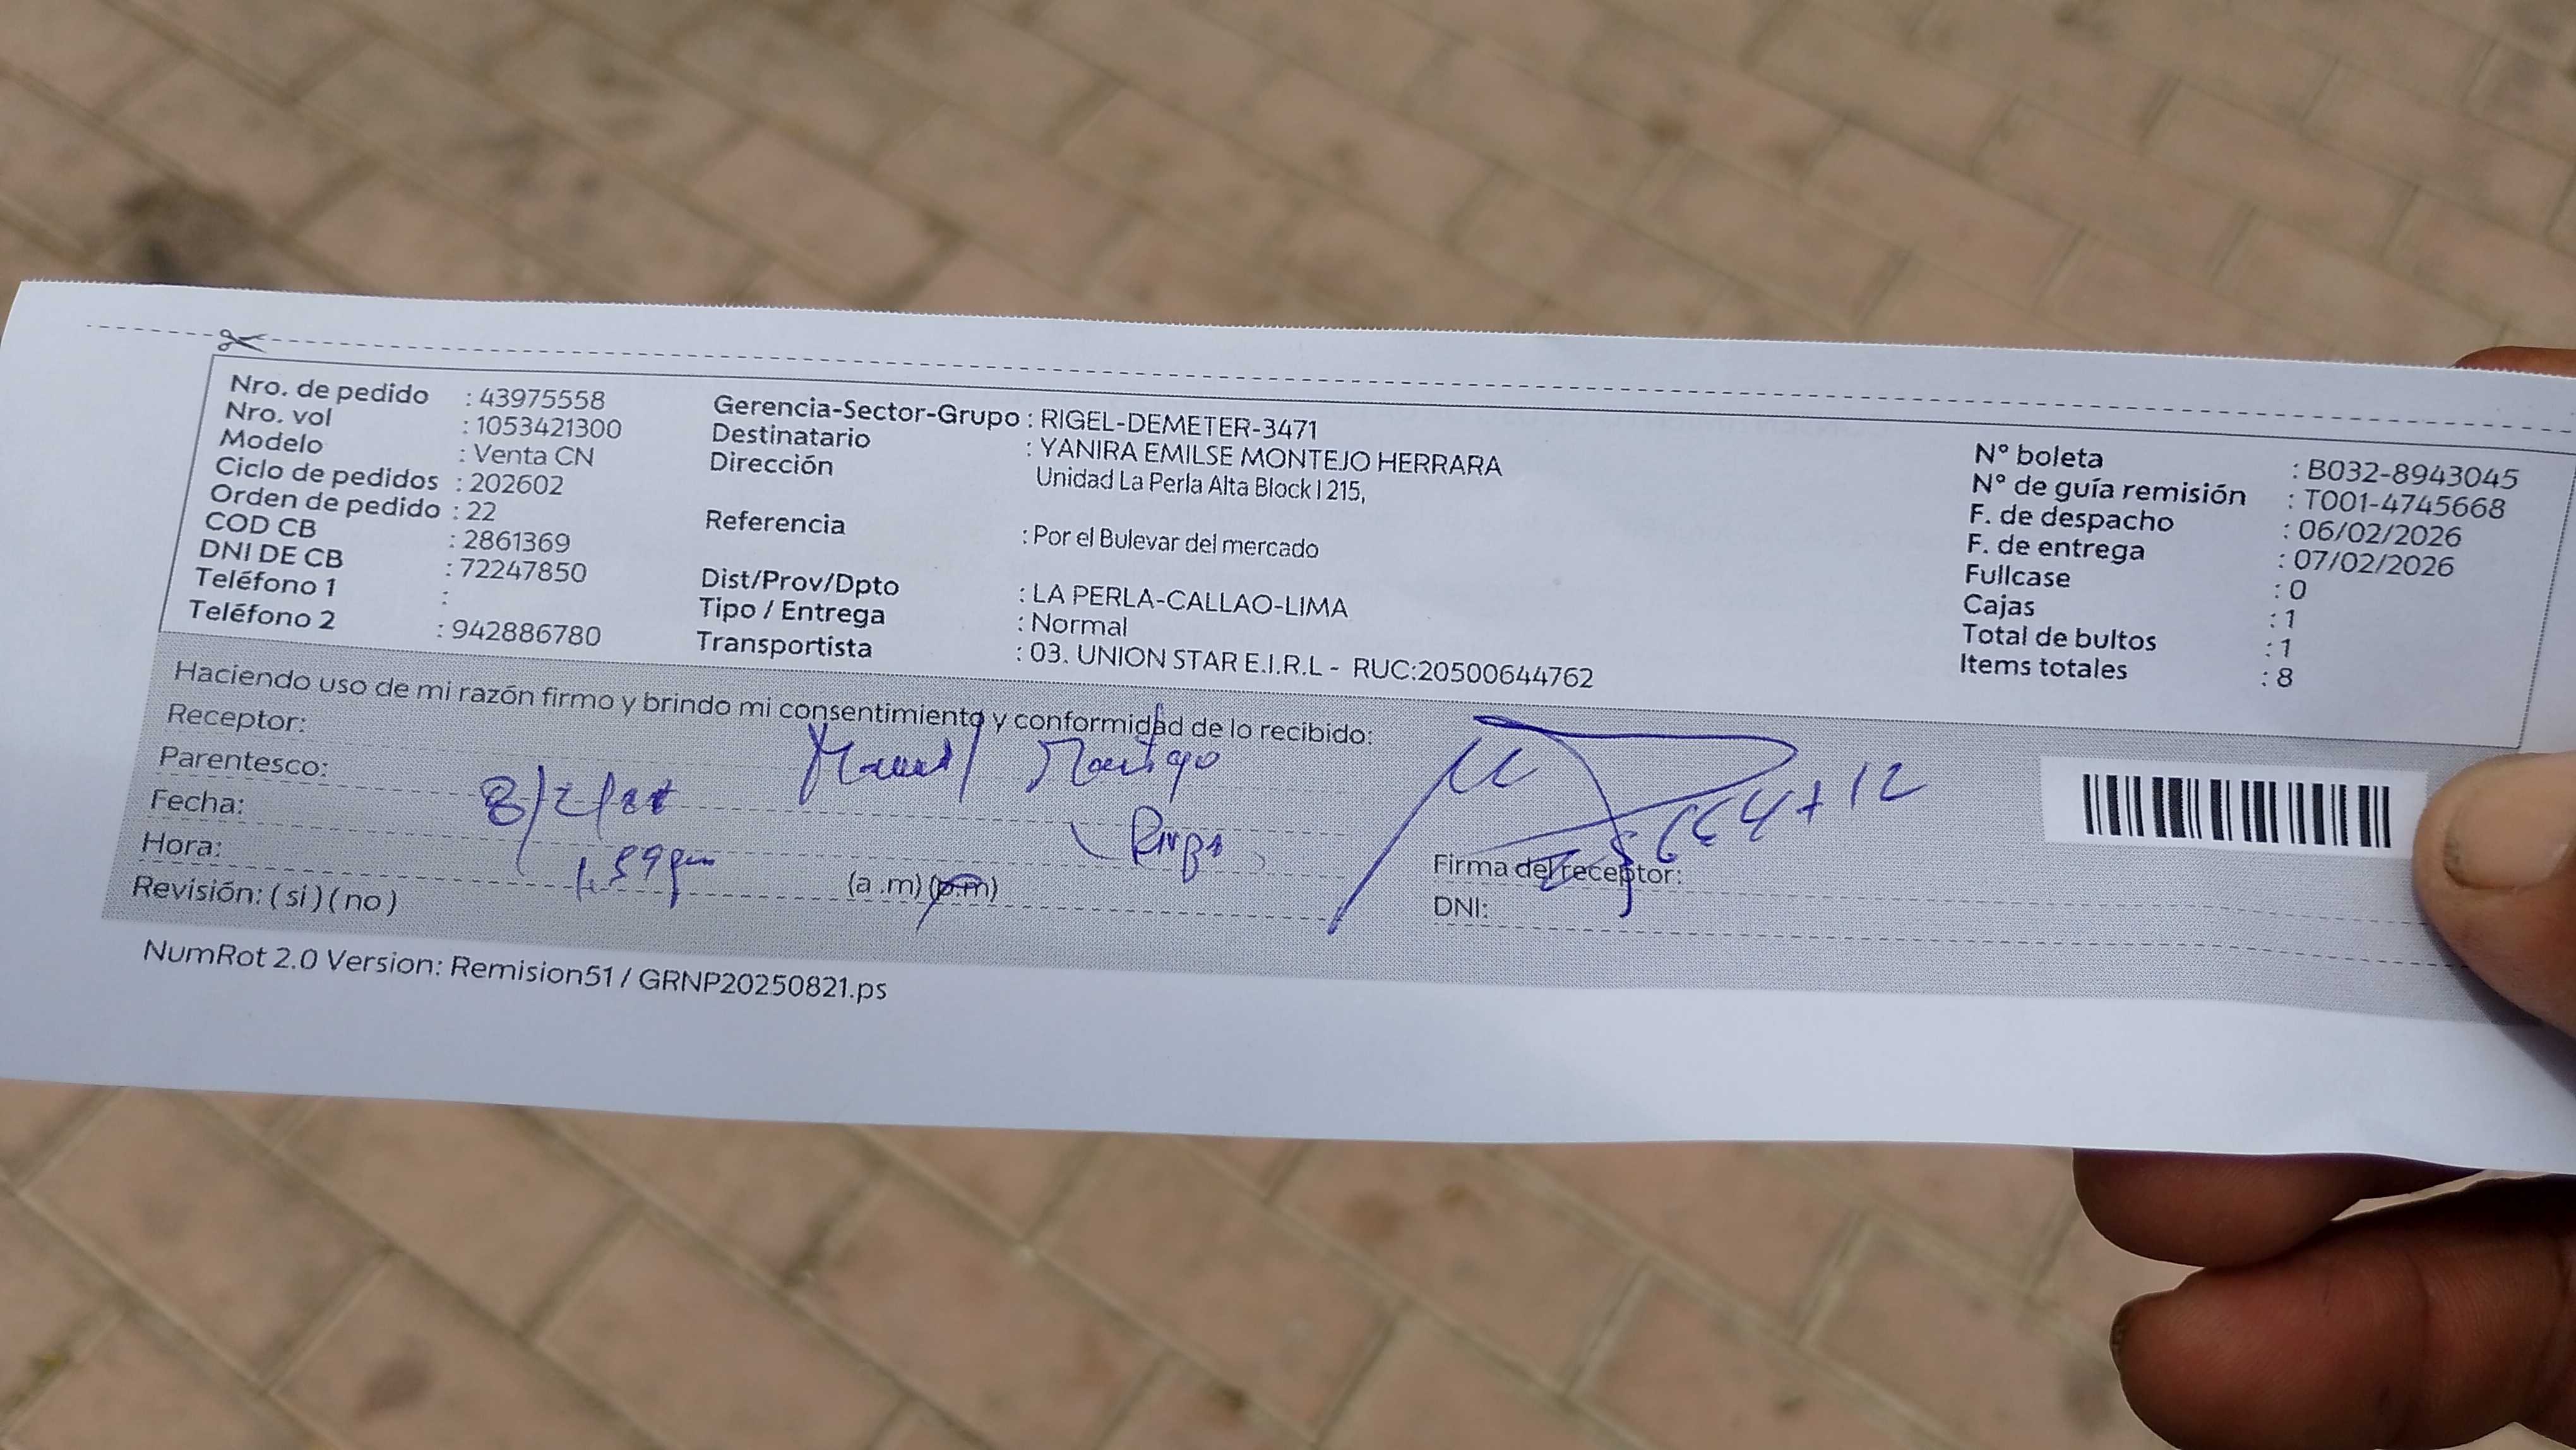 Nro. de pedido : 43975558
Nro. vol : 1053421300
Modelo : Venta CN
Ciclo de pedidos : 202602
Orden de pedido : 22
COD CB : 2861369
DNI DE CB : 72247850
Teléfono 1 :
Teléfono 2 : 942886780
Gerencia-Sector-Grupo : RIGEL-DEMETER-3471
Destinatario : YANIRA EMILSE MONTEJO HERRARA
Dirección Unidad La Perla Alta Block I 215,
Referencia : Por el Bulevar del mercado
Dist/Prov/Dpto : LA PERLA-CALLAO-LIMA
Tipo / Entrega : Normal
Transportista : 03. UNION STAR E.I.R.L - RUC:20500644762
N° boleta : B032-8943045
N° de guía remisión : T001-4745668
F. de despacho : 06/02/2026
F. de entrega : 07/02/2026
Fullcase : 0
Cajas : 1
Total de bultos : 1
Items totales : 8
Haciendo uso de mi razón firmo y brindo mi consentimiento y conformidad de lo recibido:
Receptor:
Parentesco:
Fecha: 8/2/
Hora: 1.59 pm (a .m) (p.m)
Revisión: ( si ) ( no )
Firma del receptor:
DNI:
NumRot 2.0 Version: Remision51 / GRNP20250821.ps